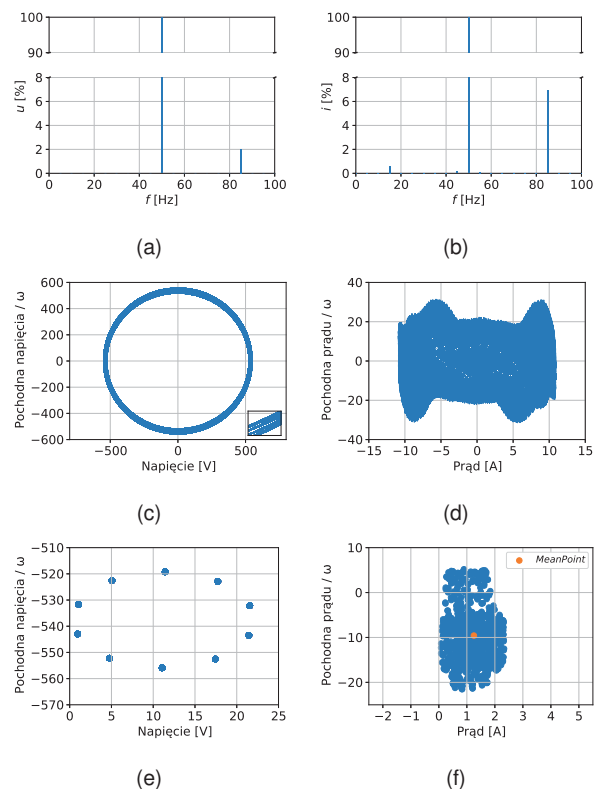 100
90
8
6
4
2
0
u [%]
0 20 40 60 80 100
f [Hz]
(a)
100
90
8
6
4
2
0
i [%]
0 20 40 60 80 100
f [Hz]
(b)
600
400
200
0
−200
−400
−600
Pochodna napięcia / ω
−500 0 500
Napięcie [V]
(c)
40
20
0
−20
−40
Pochodna prądu / ω
−15 −10 −5 0 5 10 15
Prąd [A]
(d)
−510
−520
−530
−540
−550
−560
−570
Pochodna napięcia / ω
0 5 10 15 20 25
Napięcie [V]
(e)
10
0
−10
−20
Pochodna prądu / ω
MeanPoint
−2 −1 0 1 2 3 4 5
Prąd [A]
(f)